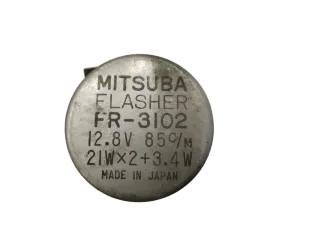 MITSUBA
FLASHER
FR-3102
12.8V 85c/м
21W×2+3.4W
MADE IN JAPAN